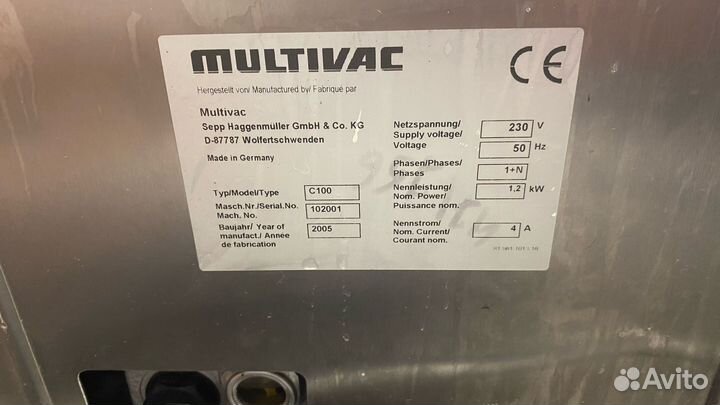 MULTIVAC
CE
Hergestellt von/ Manufactured by/ Fabriqué par
Multivac
Sepp Haggenmüller GmbH & Co. KG
D-87787 Wolfertschwenden
Made in Germany
Typ/Model/Type C100
Masch.Nr./Serial.No. 102001
Mach. No.
Baujahr/ Year of 2005
manufact./ Année
de fabrication
Netzspannung/ 230 V
Supply voltage/
Voltage 50 Hz
Phasen/Phases/ 1+N
Phases
Nennleistung/ 1,2 kW
Nom. Power/
Puissance nom.
Nennstrom/ 4 A
Nom. Current/
Courant nom.
Avito